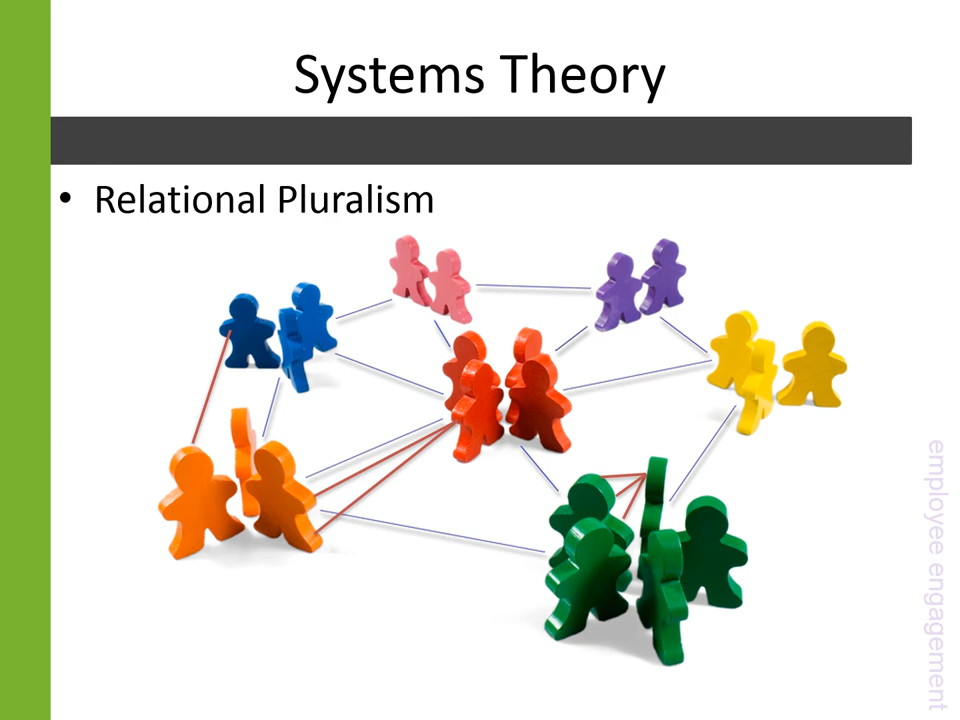 Systems Theory
• Relational Pluralism
employee engagement